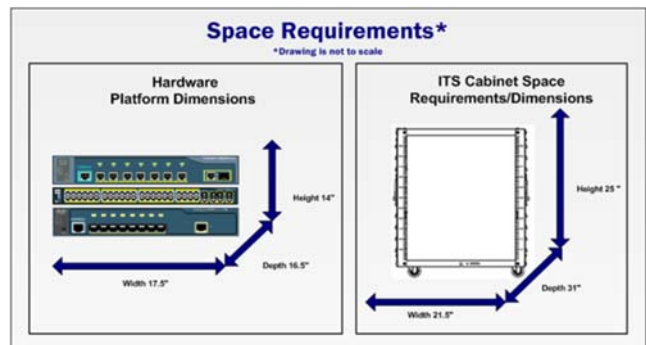 Space Requirements*
*Drawing is not to scale
Hardware
Platform Dimensions
Height 14"
Depth 16.5"
Width 17.5"
ITS Cabinet Space
Requirements/Dimensions
Height 25 "
Depth 31"
Width 21.5"